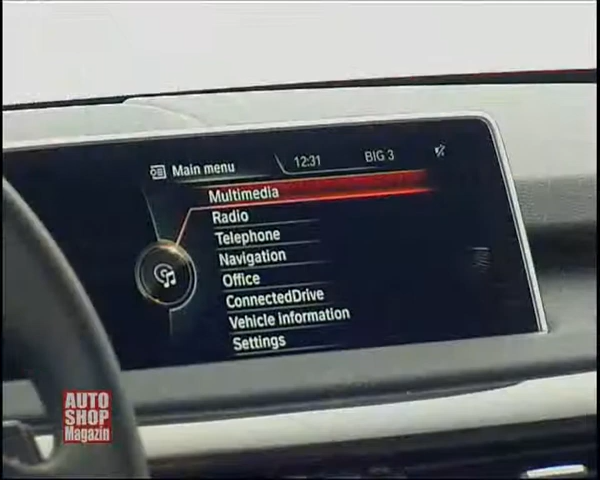 Main menu 12:31 BIG 3
Multimedia
Radio
Telephone
Navigation
Office
ConnectedDrive
Vehicle information
Settings
AUTO
SHOP
Magazin